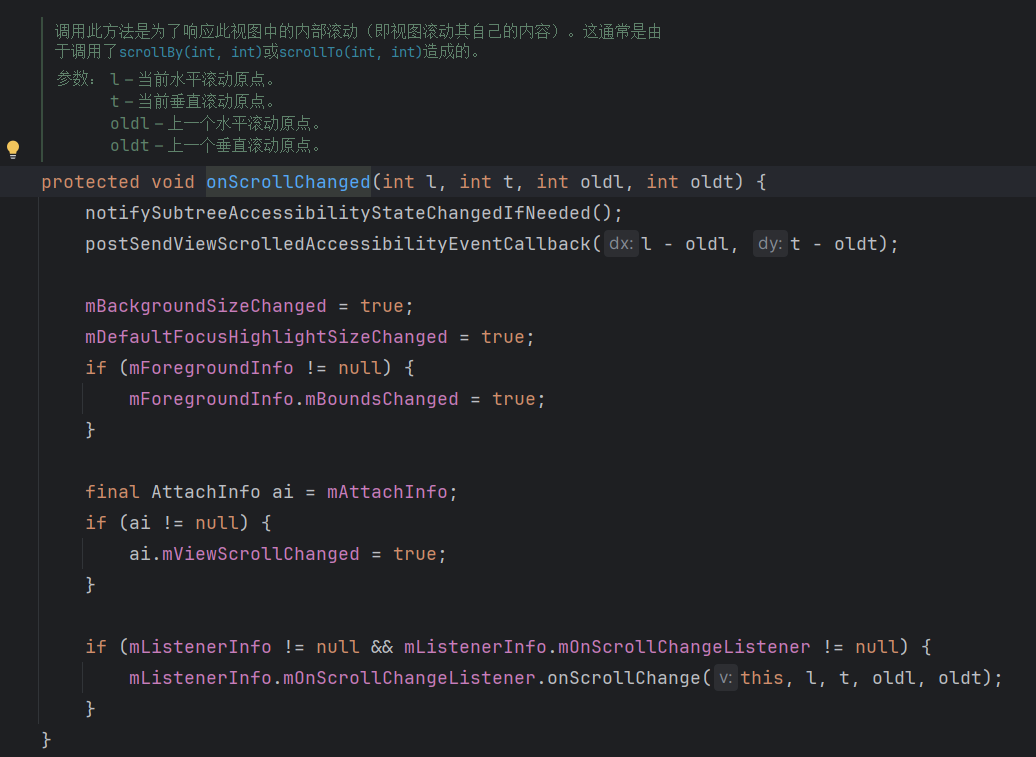 调用此方法是为了响应此视图中的内部滚动（即视图滚动其自己的内容）。这通常是由
于调用了scrollBy(int, int)或scrollTo(int, int)造成的。
参数： l – 当前水平滚动原点。
t – 当前垂直滚动原点。
oldl – 上一个水平滚动原点。
oldt – 上一个垂直滚动原点。
protected void onScrollChanged(int l, int t, int oldl, int oldt) {
notifySubtreeAccessibilityStateChangedIfNeeded();
postSendViewScrolledAccessibilityEventCallback( dx: l - oldl, dy: t - oldt);
mBackgroundSizeChanged = true;
mDefaultFocusHighlightSizeChanged = true;
if (mForegroundInfo != null) {
mForegroundInfo.mBoundsChanged = true;
}
final AttachInfo ai = mAttachInfo;
if (ai != null) {
ai.mViewScrollChanged = true;
}
if (mListenerInfo != null && mListenerInfo.mOnScrollChangeListener != null) {
mListenerInfo.mOnScrollChangeListener.onScrollChange( v: this, l, t, oldl, oldt);
}
}